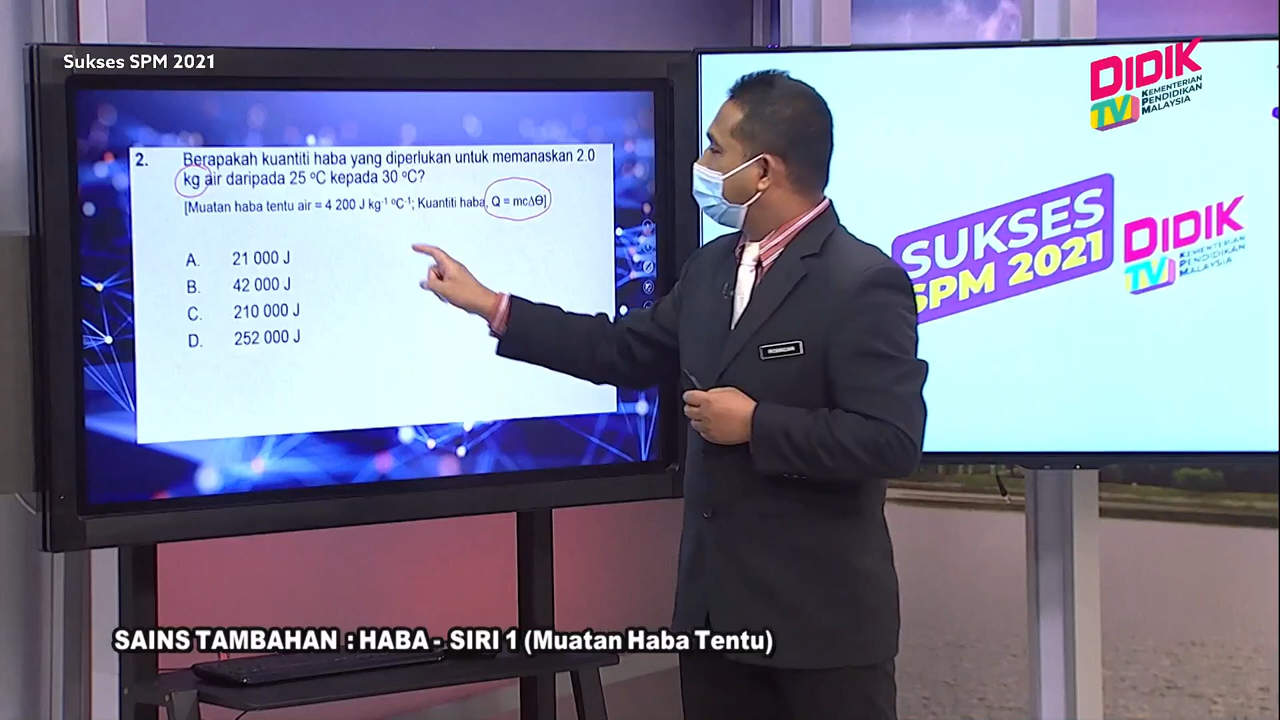 Sukses SPM 2021
2. Berapakah kuantiti haba yang diperlukan untuk memanaskan 2.0
kg air daripada 25 ºC kepada 30 ºC?
[Muatan haba tentu air = 4 200 J kg⁻¹ ºC⁻¹; Kuantiti haba, Q = mc∆Θ]
A. 21 000 J
B. 42 000 J
C. 210 000 J
D. 252 000 J
DIDIK
TV KEMENTERIAN
PENDIDIKAN
MALAYSIA
SUKSES
SPM 2021
DIDIK
TV KEMENTERIAN
PENDIDIKAN
MALAYSIA
SAINS TAMBAHAN : HABA - SIRI 1 (Muatan Haba Tentu)